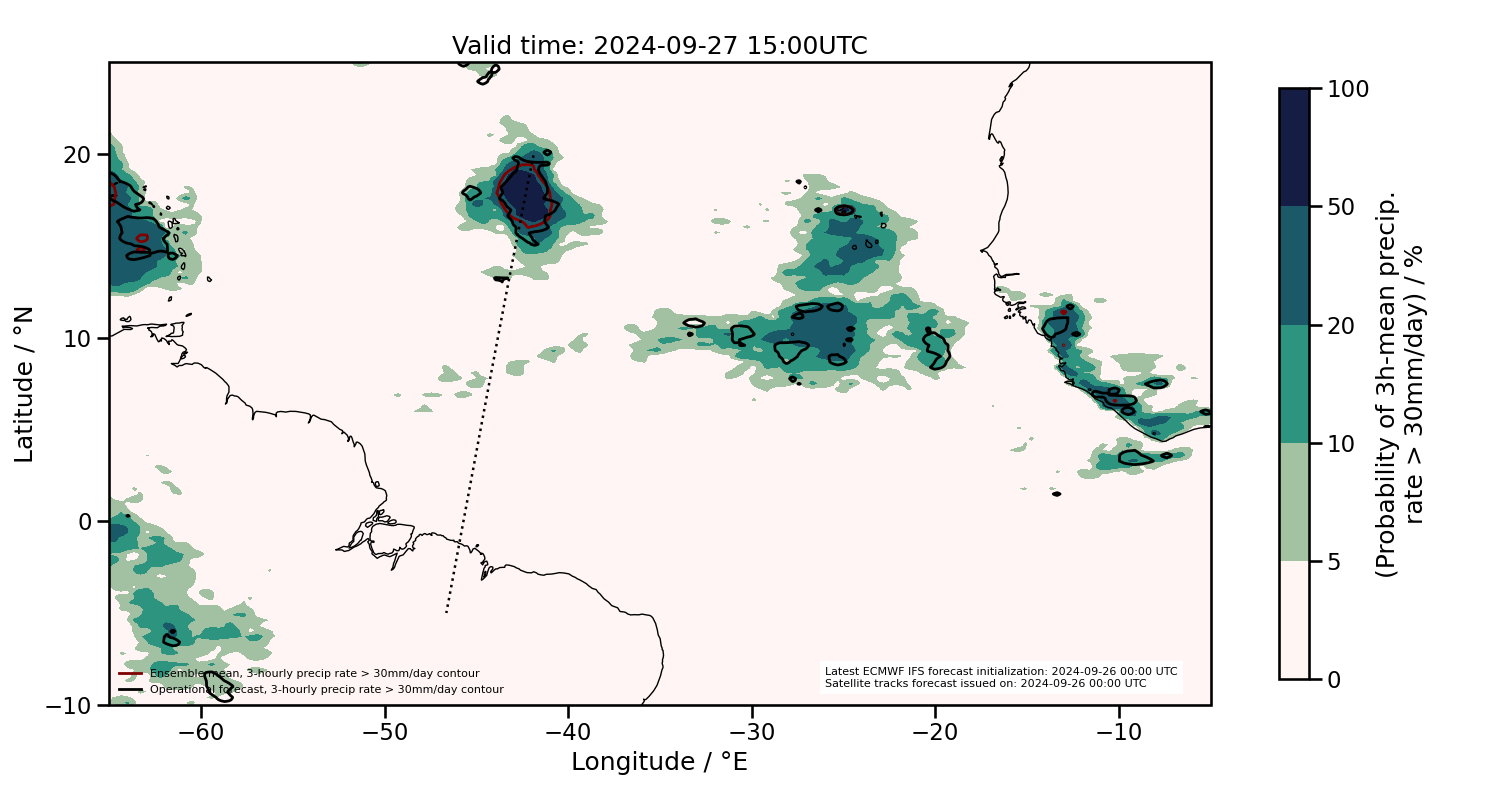 Valid time: 2024-09-27 15:00UTC
Latitude / °N
20
10
0
−10
−60
−50
−40
−30
−20
−10
Longitude / °E
Ensemble mean, 3-hourly precip rate > 30mm/day contour
Operational forecast, 3-hourly precip rate > 30mm/day contour
Latest ECMWF IFS forecast initialization: 2024-09-26 00:00 UTC
Satellite tracks forecast issued on: 2024-09-26 00:00 UTC
100
50
20
10
5
0
(Probability of 3h-mean precip.
rate > 30mm/day) / %